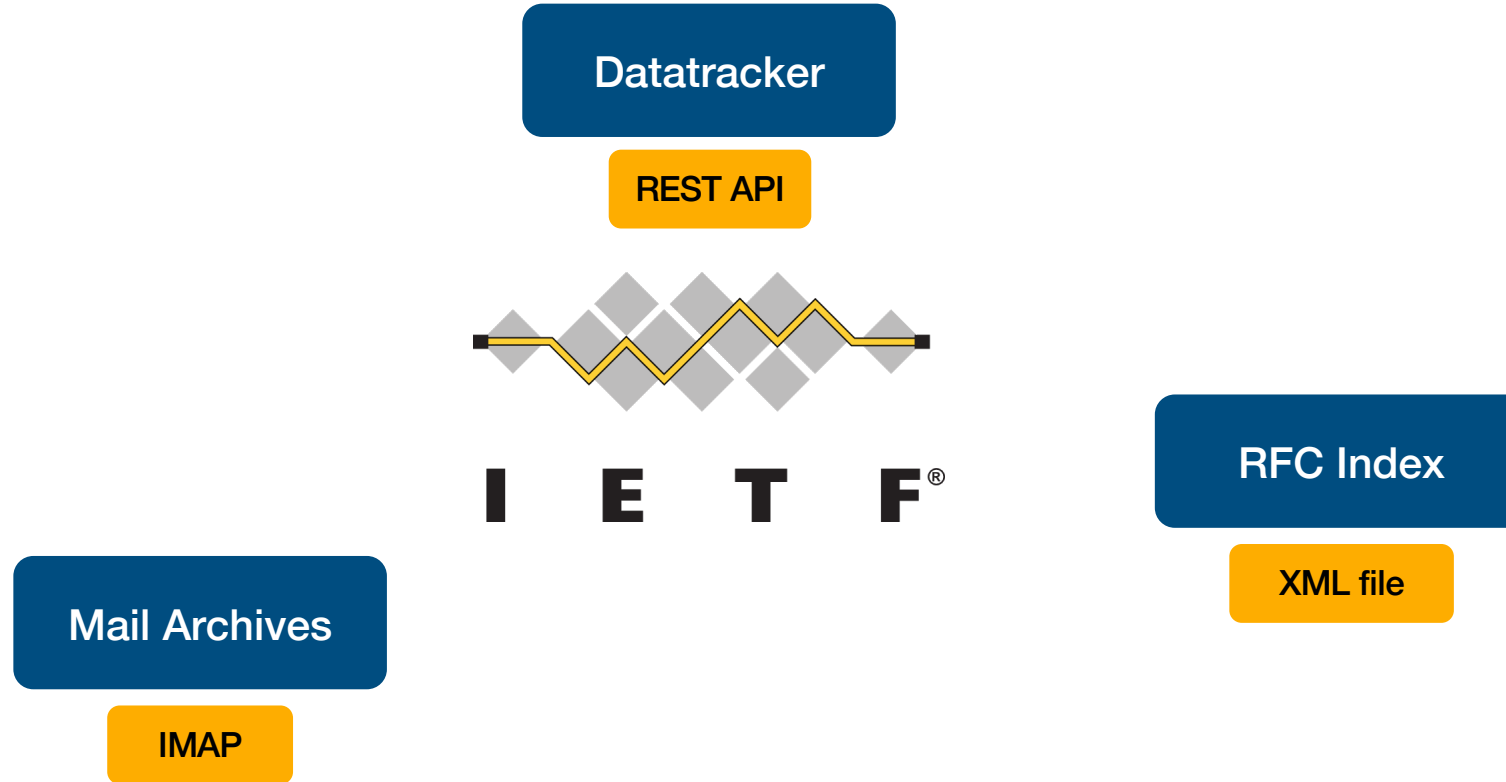 Datatracker
REST API
I E T F®
RFC Index
XML file
Mail Archives
IMAP